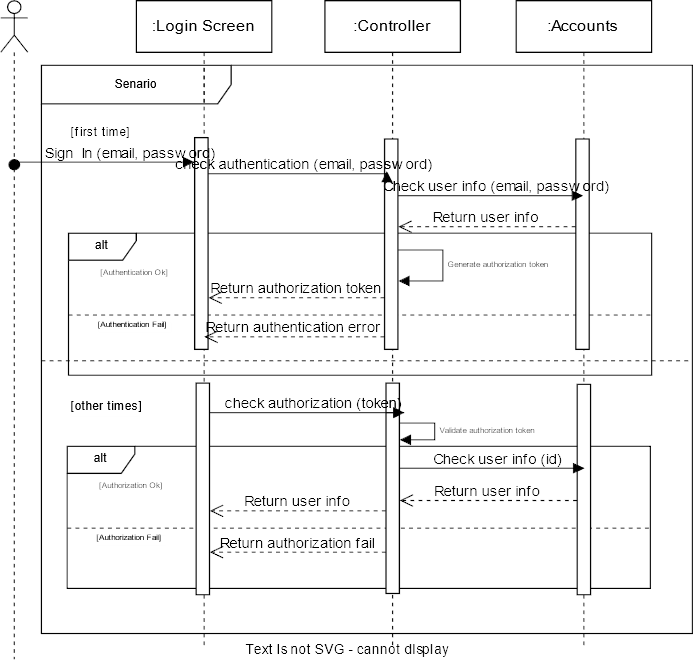 :Login Screen
:Controller
:Accounts
Senario
[first time]
Sign In (email, password)
check authentication (email, password)
Check user info (email, password)
Return user info
alt
[Authentication Ok]
Generate authorization token
Return authorization token
[Authentication Fail]
Return authentication error
[other times]
check authorization (token)
Validate authorization token
alt
Check user info (id)
[Authorization Ok]
Return user info
Return user info
[Authorization Fail]
Return authorization fail
Text is not SVG - cannot display